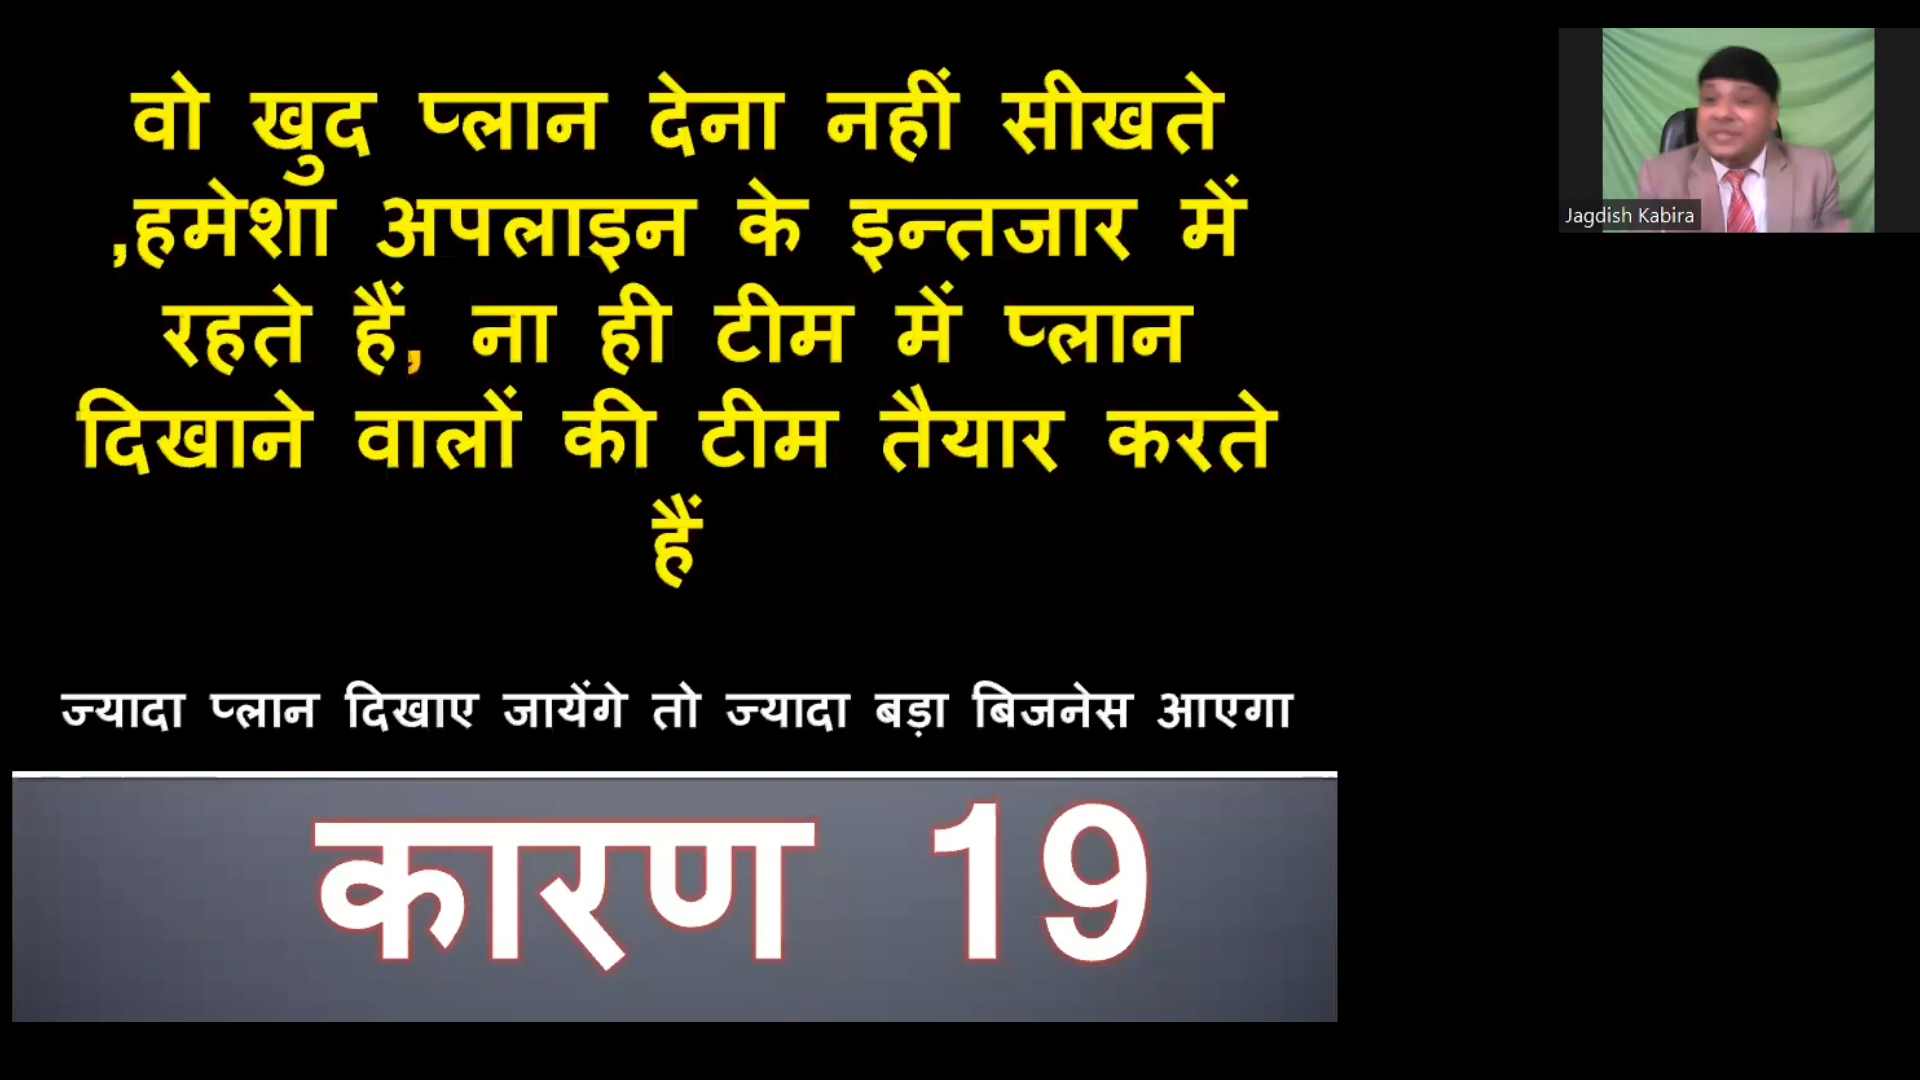 वो खुद प्लान देना नहीं सीखते
,हमेशा अपलाइन के इन्तजार में
रहते हैं, ना ही टीम में प्लान
दिखाने वालों की टीम तैयार करते
हैं
ज्यादा प्लान दिखाए जायेंगे तो ज्यादा बड़ा बिजनेस आएगा
कारण 19
Jagdish Kabira